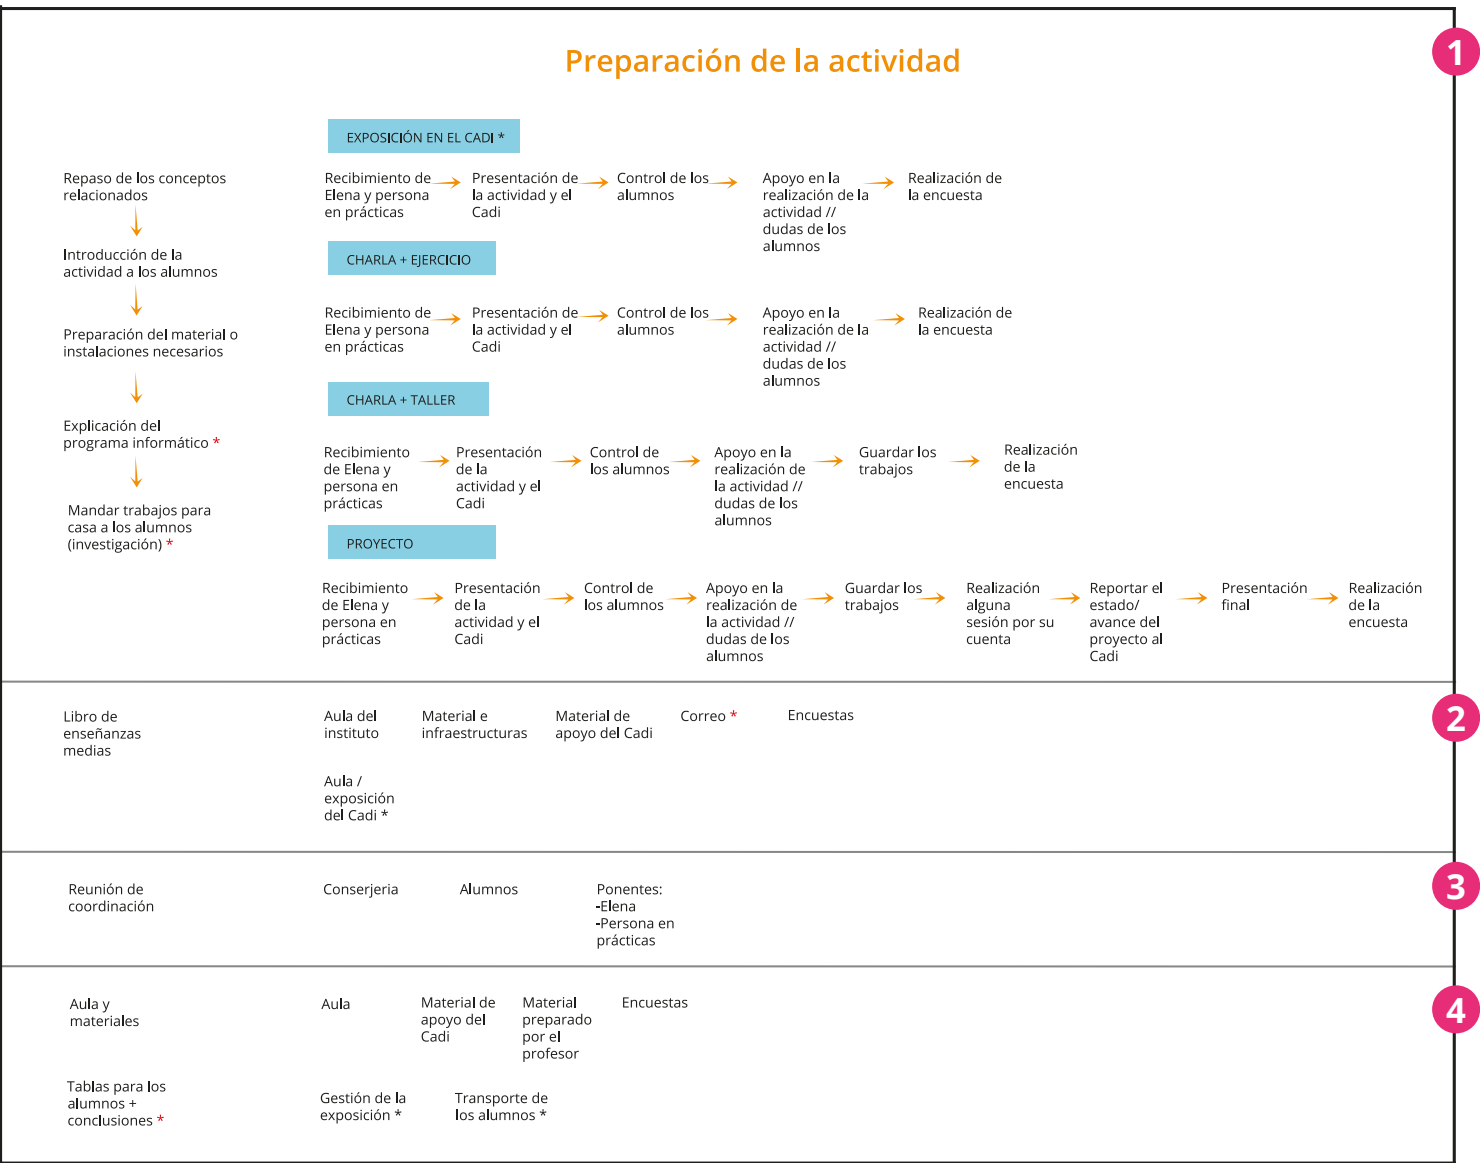 Preparación de la actividad
1
Repaso de los conceptos
relacionados
Introducción de la
actividad a los alumnos
Preparación del material o
instalaciones necesarios
Explicación del
programa informático *
Mandar trabajos para
casa a los alumnos
(investigación) *
EXPOSICIÓN EN EL CADI *
Recibimiento de
Elena y persona
en prácticas
Presentación de
la actividad y el
Cadi
Control de los
alumnos
Apoyo en la
realización de la
actividad //
dudas de los
alumnos
Realización de
la encuesta
CHARLA + EJERCICIO
Recibimiento de
Elena y persona
en prácticas
Presentación de
la actividad y el
Cadi
Control de los
alumnos
Apoyo en la
realización de la
actividad //
dudas de los
alumnos
Realización de
la encuesta
CHARLA + TALLER
Recibimiento
de Elena y
persona en
prácticas
Presentación
de la
actividad y el
Cadi
Control de
los alumnos
Apoyo en la
realización de
la actividad //
dudas de los
alumnos
Guardar los
trabajos
Realización
de la
encuesta
PROYECTO
Recibimiento
de Elena y
persona en
prácticas
Presentación
de la
actividad y el
Cadi
Control de
los alumnos
Apoyo en la
realización de
la actividad //
dudas de los
alumnos
Guardar los
trabajos
Realización
alguna
sesión por su
cuenta
Reportar el
estado/
avance del
proyecto al
Cadi
Presentación
final
Realización
de la
encuesta
2
Libro de
enseñanzas
medias
Aula del
instituto
Material e
infraestructuras
Material de
apoyo del Cadi
Correo *
Encuestas
Aula /
exposición
del Cadi *
3
Reunión de
coordinación
Conserjeria
Alumnos
Ponentes:
-Elena
-Persona en
prácticas
4
Aula y
materiales
Aula
Material de
apoyo del
Cadi
Material
preparado
por el
profesor
Encuestas
Tablas para los
alumnos +
conclusiones *
Gestión de la
exposición *
Transporte de
los alumnos *